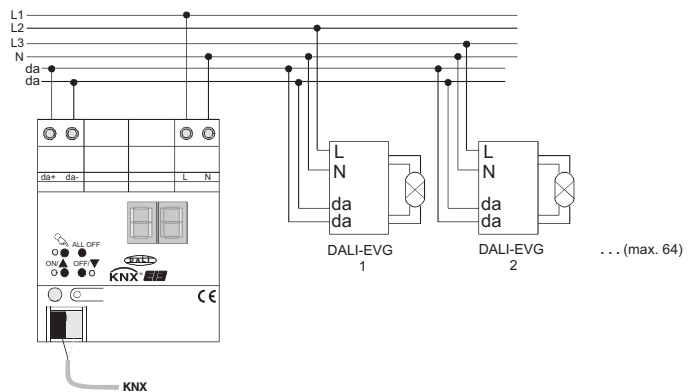 L1
L2
L3
N
da
da
da+ da- L N
L
N
da
da
L
N
da
da
ALL OFF
ON/▲ OFF/▼
DALI
KNX® EIB
CE
DALI-EVG
1
DALI-EVG
2
. . . (max. 64)
KNX